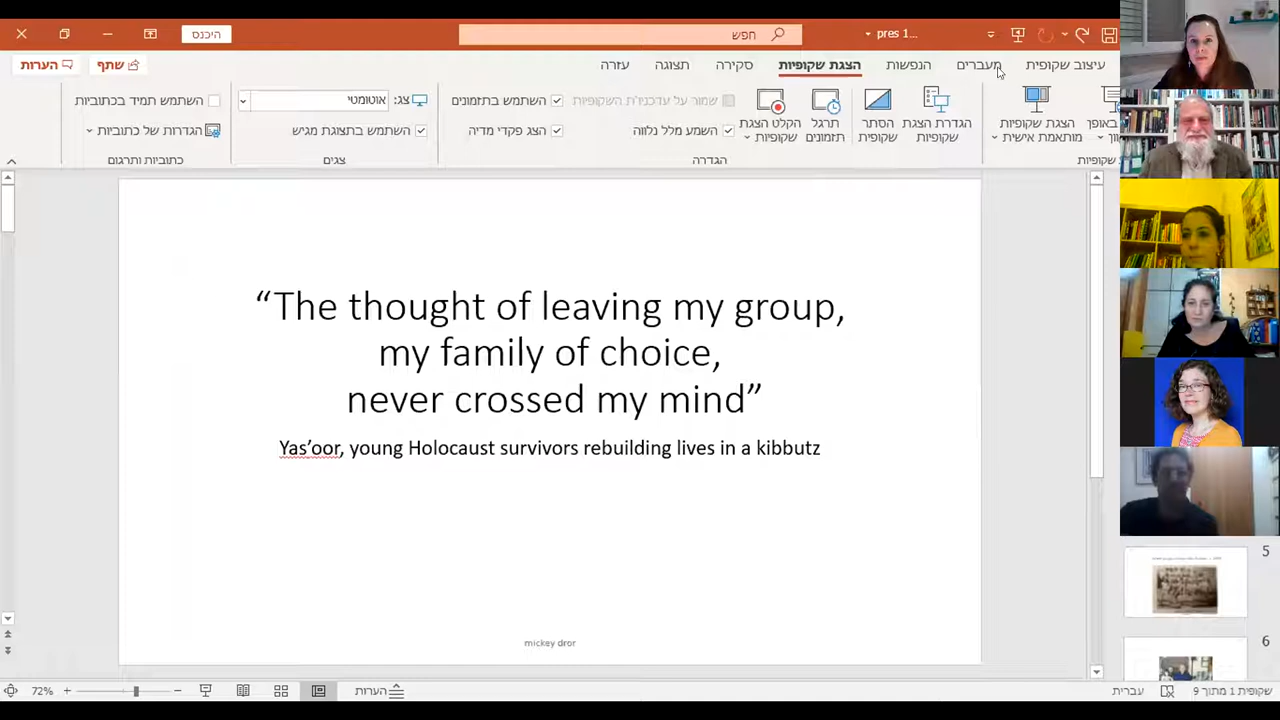 היכנס
חפש
pres 1...
עיצוב שקופית
מעברים
הנפשות
הצגת שקופיות
סקירה
תצוגה
עזרה
שתף
הערות
באופן
הצגת שקופיות
מותאמת אישית
הגדרת הצגת
שקופיות
הסתר
שקופית
תרגל
תזמונים
הקלט הצגת
שקופיות
שמור על עדכניות השקופיות
השתמש בתזמונים
השמע מלל נלווה
הצג פקדי מדיה
צג:
אוטומטי
השתמש בתצוגת מגיש
השתמש תמיד בכתוביות
הגדרות של כתוביות
שקופיות
הגדרה
צגים
כתוביות ותרגום
“The thought of leaving my group,
my family of choice,
never crossed my mind”
Yas’oor, young Holocaust survivors rebuilding lives in a kibbutz
mickey dror
5
6
72%
הערות
עברית
שקופית 1 מתוך 9